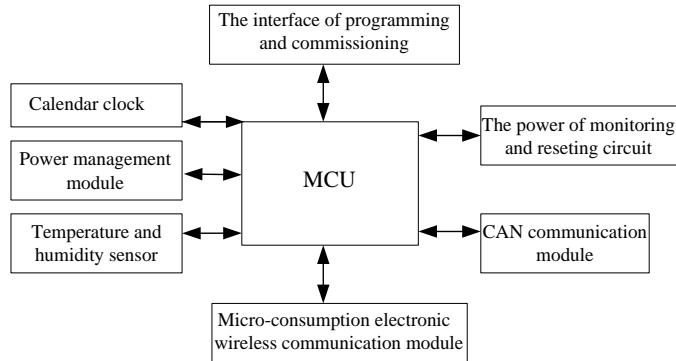 The interface of programming
and commissioning
Calendar clock
Power management
module
Temperature and
humidity sensor
MCU
The power of monitoring
and reseting circuit
CAN communication
module
Micro-consumption electronic
wireless communication module